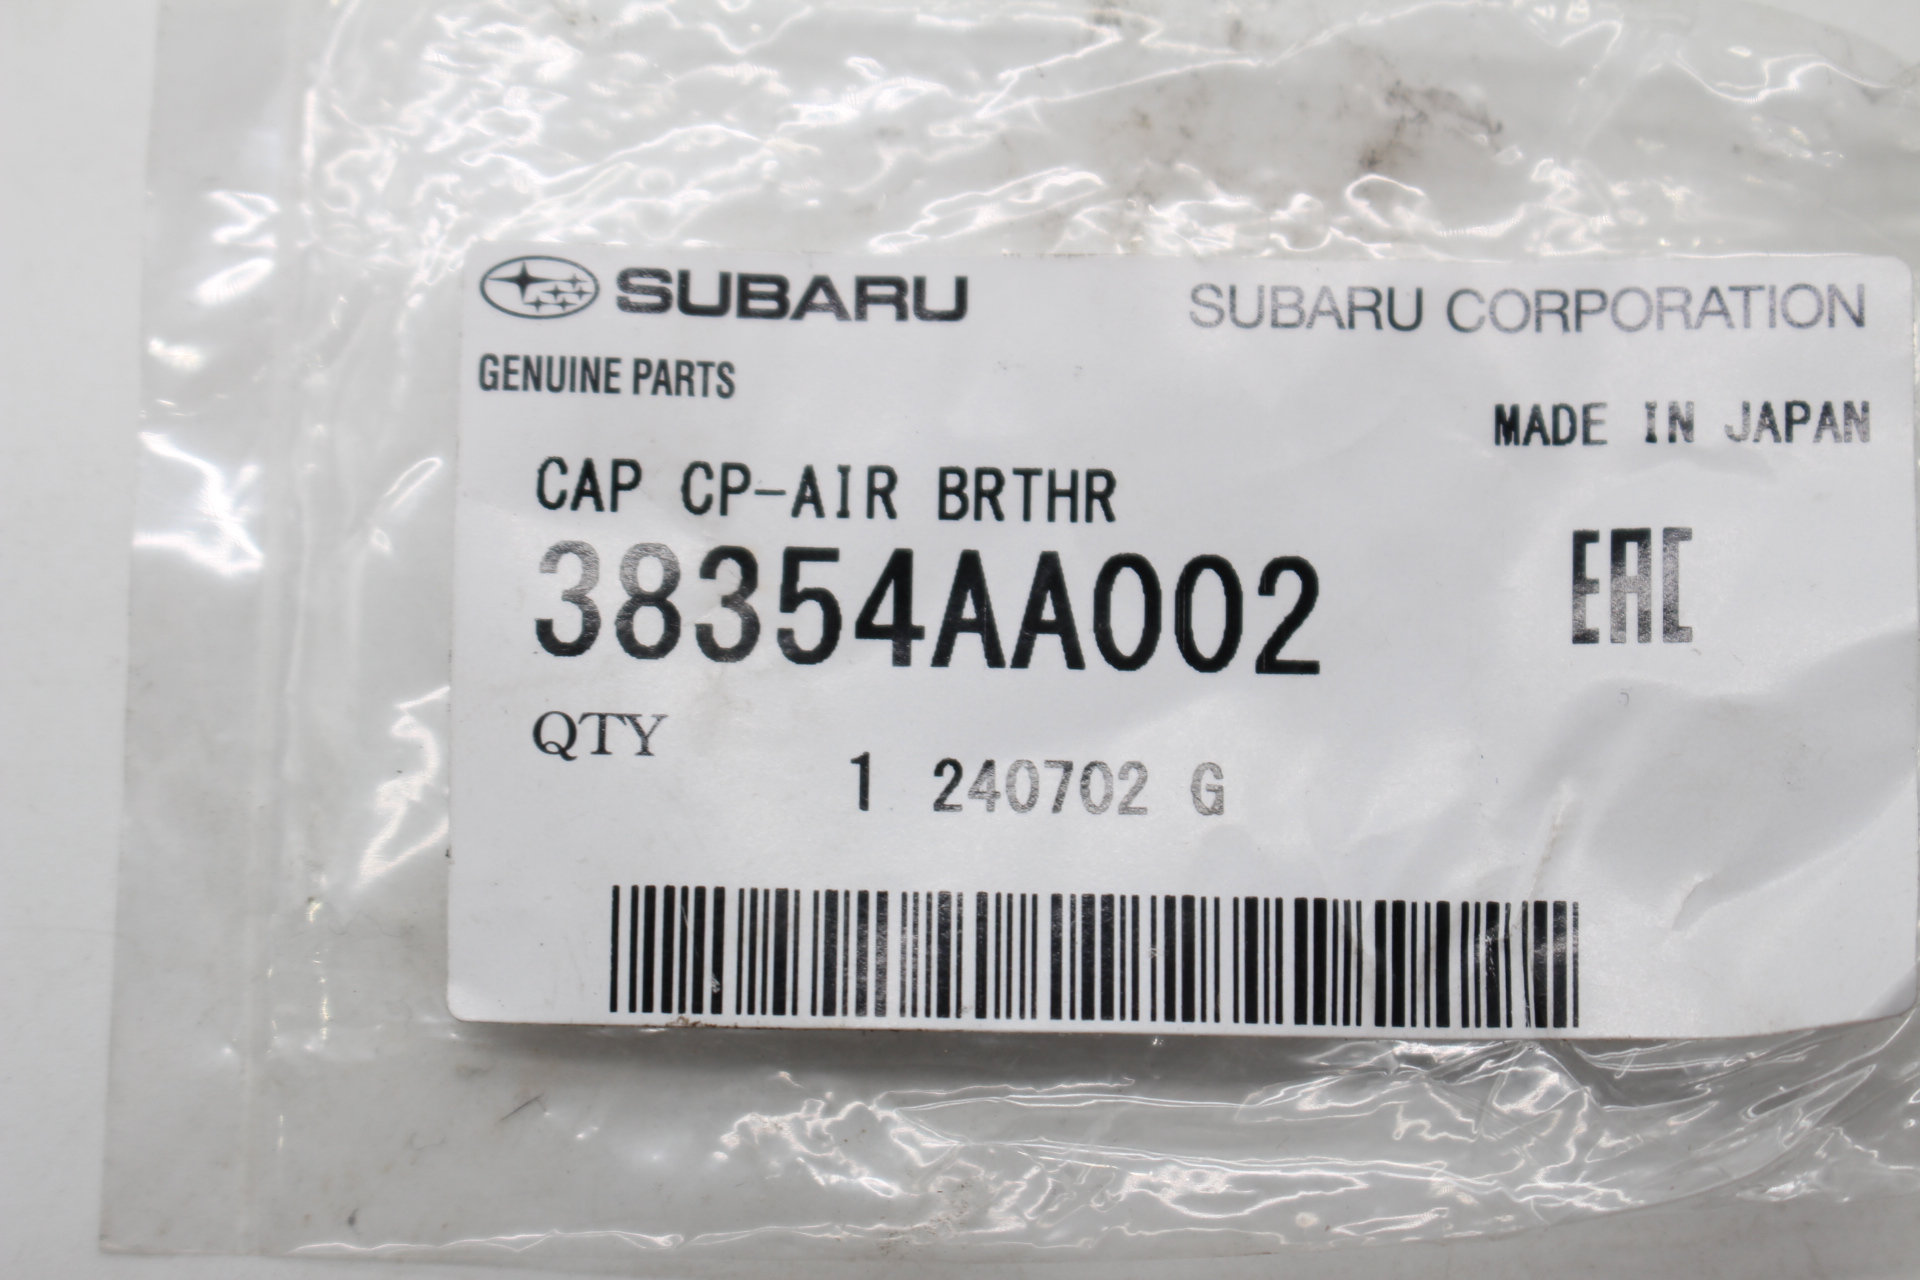 SUBARU
SUBARU CORPORATION
GENUINE PARTS
MADE IN JAPAN
CAP CP-AIR BRTHR
38354AA002
EAC
QTY
1 240702 G